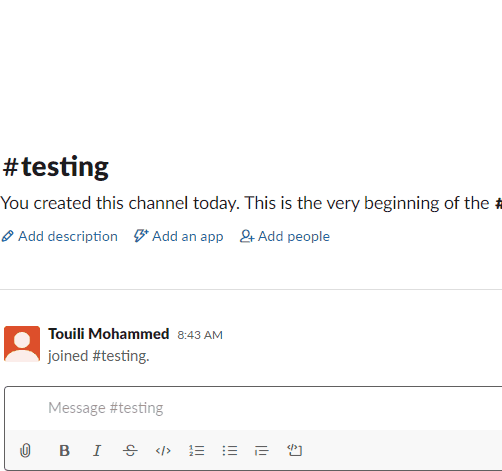 #testing
You created this channel today. This is the very beginning of the #
Add description Add an app Add people
Touili Mohammed 8:43 AM
joined #testing.
Message #testing
B I S </>